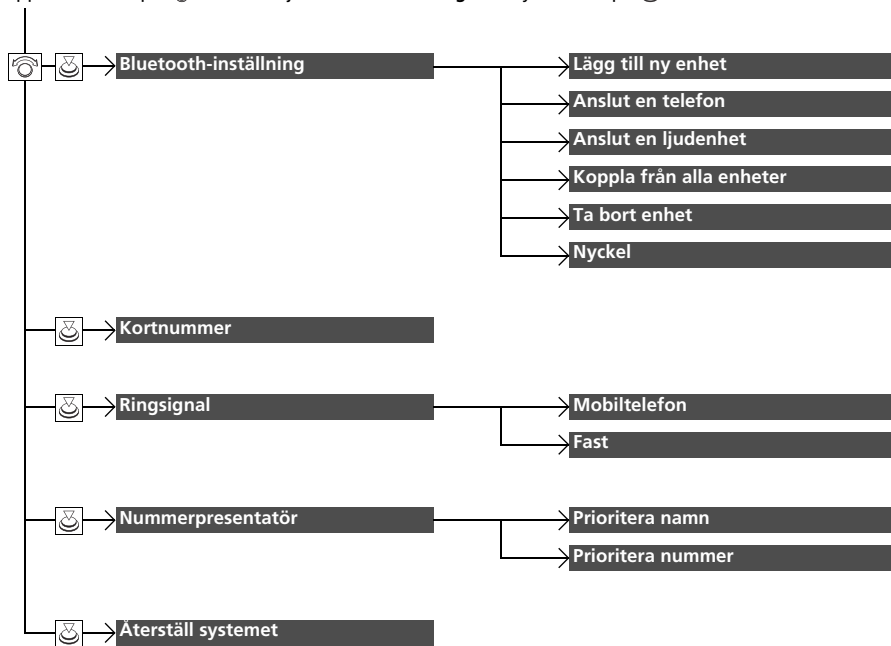 Bluetooth-inställning
Lägg till ny enhet
Anslut en telefon
Anslut en ljudenhet
Koppla från alla enheter
Ta bort enhet
Nyckel
Kortnummer
Ringsignal
Mobiltelefon
Fast
Nummerpresentatör
Prioritera namn
Prioritera nummer
Återställ systemet